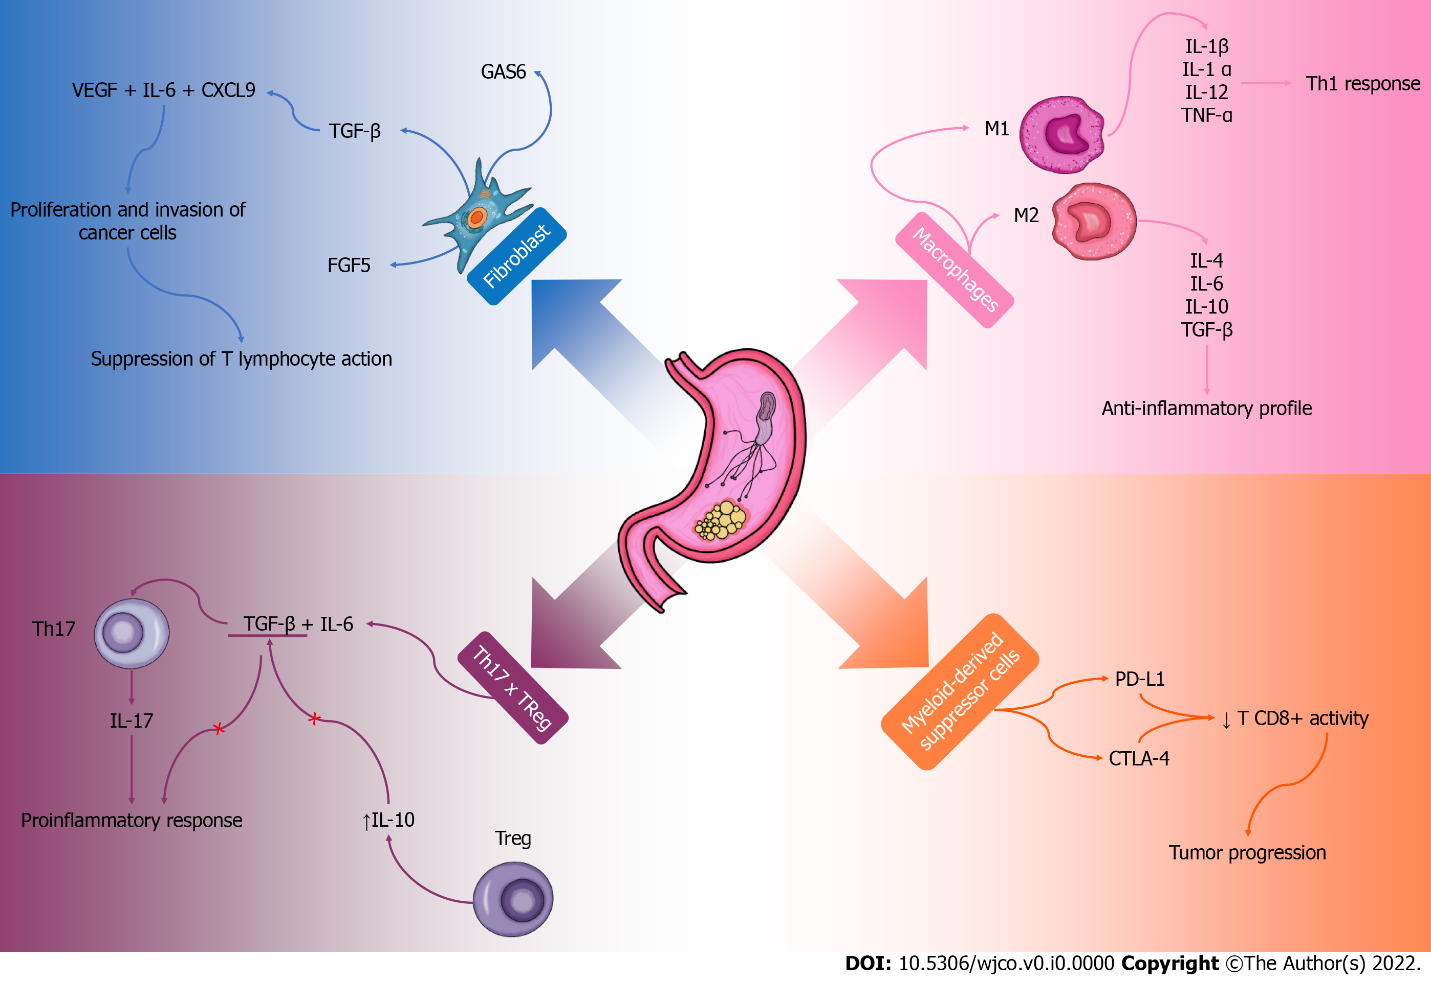 GAS6
VEGF + IL-6 + CXCL9
TGF-β
Proliferation and invasion of
cancer cells
FGF5
Fibroblast
Suppression of T lymphocyte action
IL-1β
IL-1 α
IL-12
TNF-α
Th1 response
M1
M2
Macrophages
IL-4
IL-6
IL-10
TGF-β
Anti-inflammatory profile
Th17
TGF-β + IL-6
Th17 x TReg
IL-17
Proinflammatory response
↑IL-10
Treg
Myeloid-derived
suppressor cells
PD-L1
↓ T CD8+ activity
CTLA-4
Tumor progression
DOI: 10.5306/wjco.v0.i0.0000 Copyright ©The Author(s) 2022.